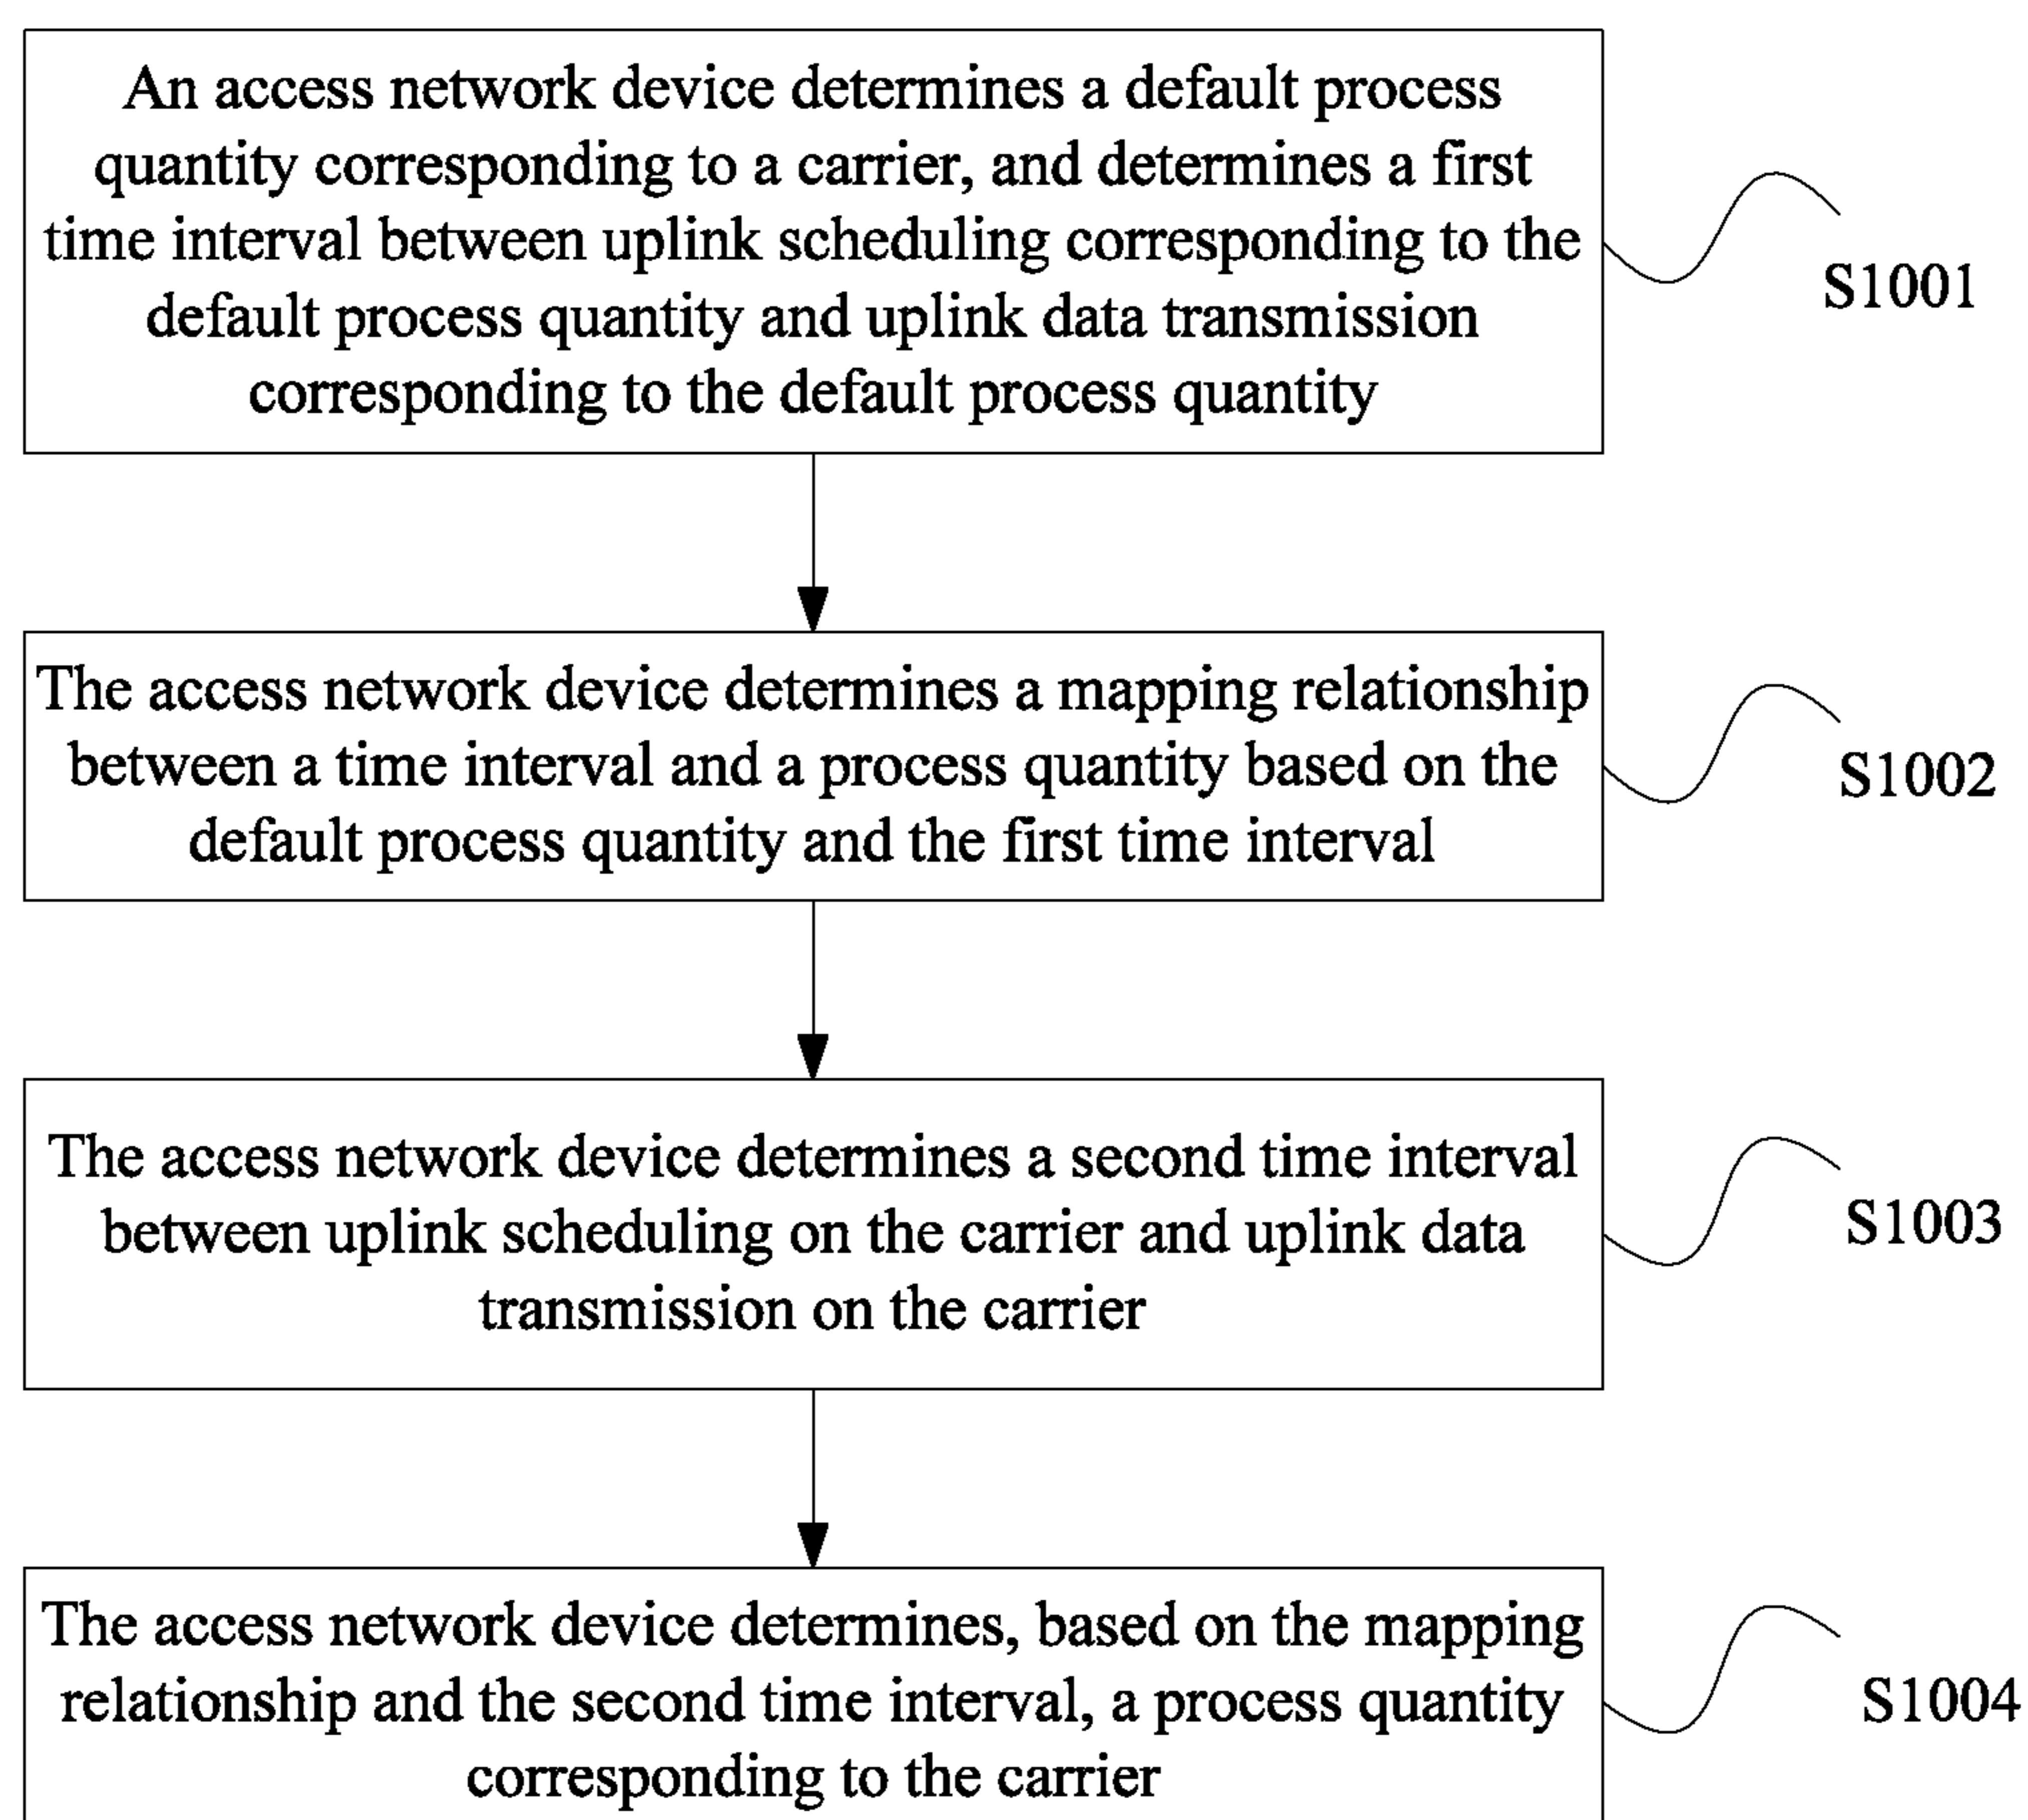 An access network device determines a default process
quantity corresponding to a carrier, and determines a first
time interval between uplink scheduling corresponding to the
default process quantity and uplink data transmission
corresponding to the default process quantity
S1001
The access network device determines a mapping relationship
between a time interval and a process quantity based on the
default process quantity and the first time interval
S1002
The access network device determines a second time interval
between uplink scheduling on the carrier and uplink data
transmission on the carrier
S1003
The access network device determines, based on the mapping
relationship and the second time interval, a process quantity
corresponding to the carrier
S1004